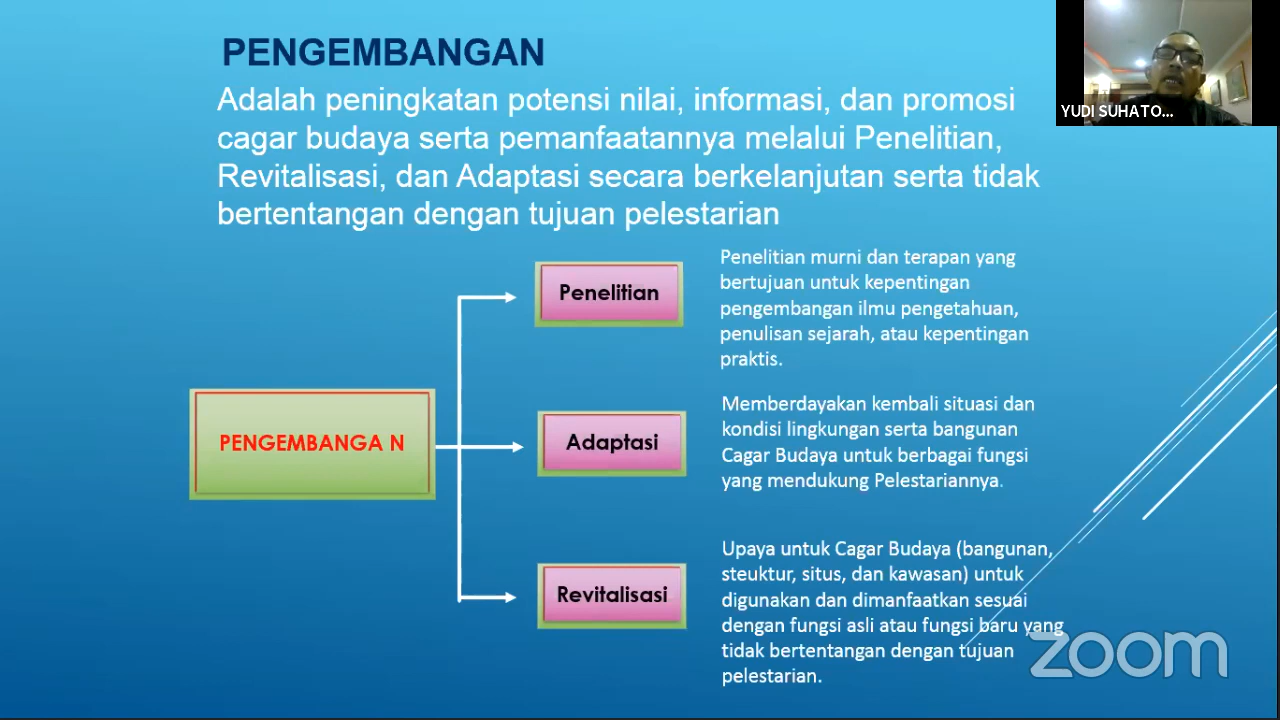 PENGEMBANGAN
Adalah peningkatan potensi nilai, informasi, dan promosi
cagar budaya serta pemanfaatannya melalui Penelitian,
Revitalisasi, dan Adaptasi secara berkelanjutan serta tidak
bertentangan dengan tujuan pelestarian
YUDI SUHATO...
PENGEMBANGA N
Penelitian
Penelitian murni dan terapan yang
bertujuan untuk kepentingan
pengembangan ilmu pengetahuan,
penulisan sejarah, atau kepentingan
praktis.
Adaptasi
Memberdayakan kembali situasi dan
kondisi lingkungan serta bangunan
Cagar Budaya untuk berbagai fungsi
yang mendukung Pelestariannya.
Revitalisasi
Upaya untuk Cagar Budaya (bangunan,
steuktur, situs, dan kawasan) untuk
digunakan dan dimanfaatkan sesuai
dengan fungsi asli atau fungsi baru yang
tidak bertentangan dengan tujuan
pelestarian.
zoom